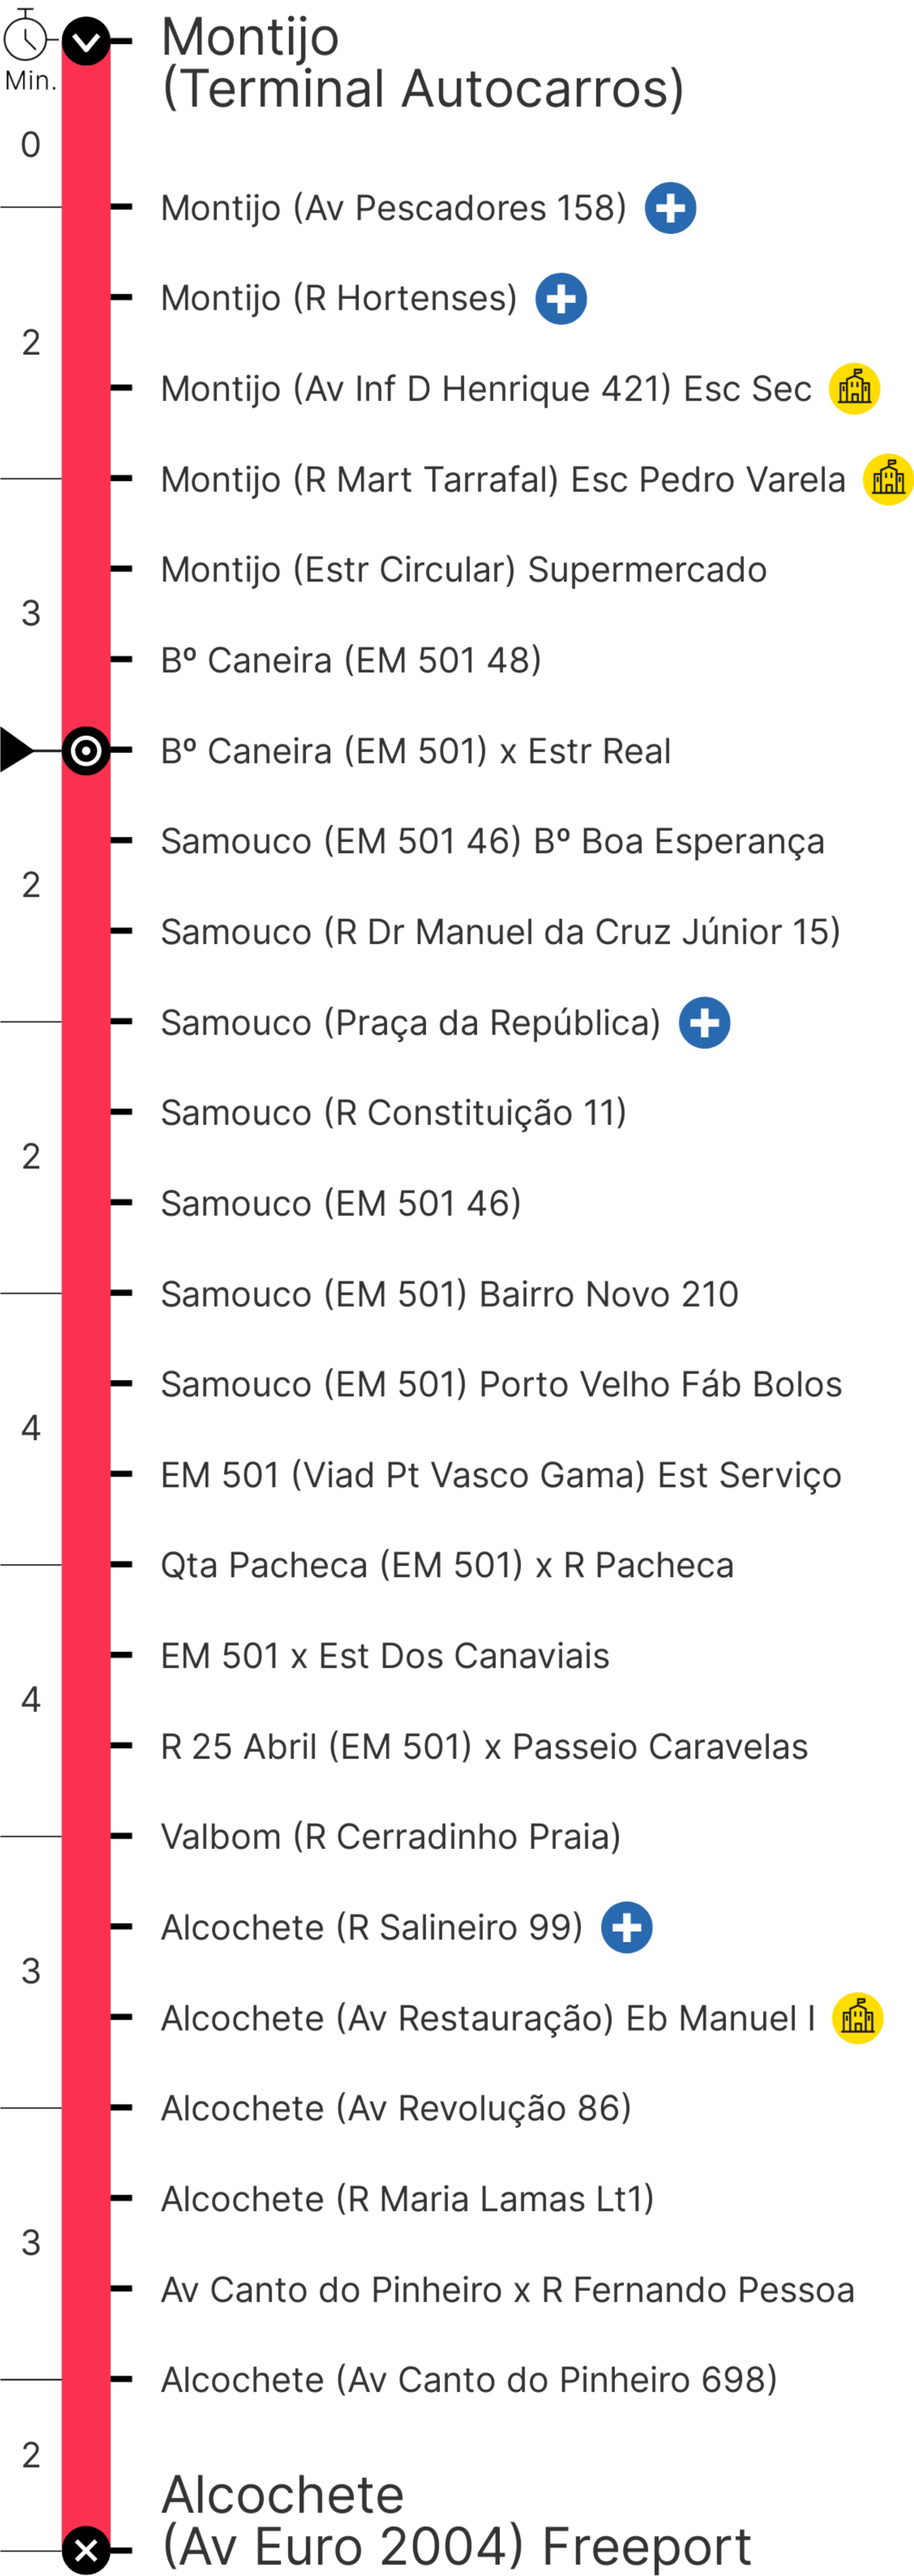 Montijo
(Terminal Autocarros)
Min.
0
Montijo (Av Pescadores 158)
Montijo (R Hortenses)
2
Montijo (Av Inf D Henrique 421) Esc Sec
Montijo (R Mart Tarrafal) Esc Pedro Varela
Montijo (Estr Circular) Supermercado
3
Bº Caneira (EM 501 48)
Bº Caneira (EM 501) x Estr Real
Samouco (EM 501 46) Bº Boa Esperança
2
Samouco (R Dr Manuel da Cruz Júnior 15)
Samouco (Praça da República)
Samouco (R Constituição 11)
2
Samouco (EM 501 46)
Samouco (EM 501) Bairro Novo 210
Samouco (EM 501) Porto Velho Fáb Bolos
4
EM 501 (Viad Pt Vasco Gama) Est Serviço
Qta Pacheca (EM 501) x R Pacheca
EM 501 x Est Dos Canaviais
4
R 25 Abril (EM 501) x Passeio Caravelas
Valbom (R Cerradinho Praia)
Alcochete (R Salineiro 99)
3
Alcochete (Av Restauração) Eb Manuel I
Alcochete (Av Revolução 86)
Alcochete (R Maria Lamas Lt1)
3
Av Canto do Pinheiro x R Fernando Pessoa
Alcochete (Av Canto do Pinheiro 698)
2
Alcochete
(Av Euro 2004) Freeport